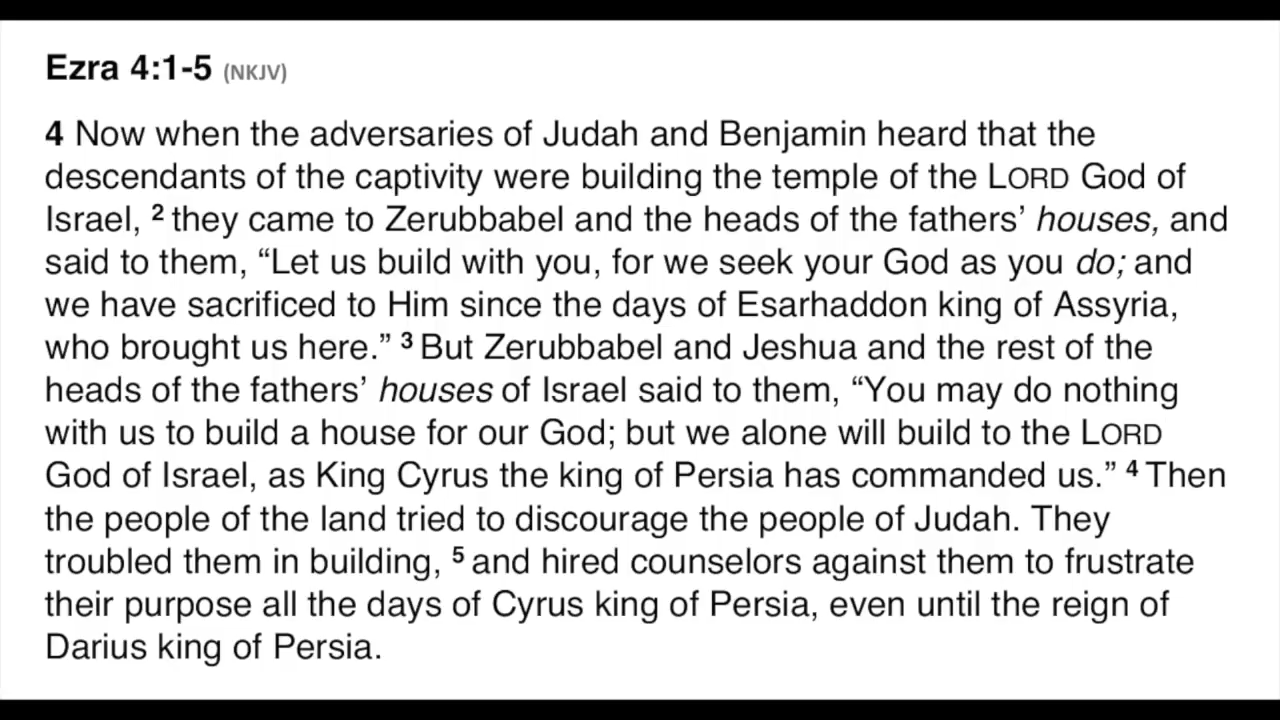 Ezra 4:1-5 (NKJV)
4 Now when the adversaries of Judah and Benjamin heard that the
descendants of the captivity were building the temple of the LORD God of
Israel, 2 they came to Zerubbabel and the heads of the fathers’ houses, and
said to them, “Let us build with you, for we seek your God as you do; and
we have sacrificed to Him since the days of Esarhaddon king of Assyria,
who brought us here.” 3 But Zerubbabel and Jeshua and the rest of the
heads of the fathers’ houses of Israel said to them, “You may do nothing
with us to build a house for our God; but we alone will build to the LORD
God of Israel, as King Cyrus the king of Persia has commanded us.” 4 Then
the people of the land tried to discourage the people of Judah. They
troubled them in building, 5 and hired counselors against them to frustrate
their purpose all the days of Cyrus king of Persia, even until the reign of
Darius king of Persia.